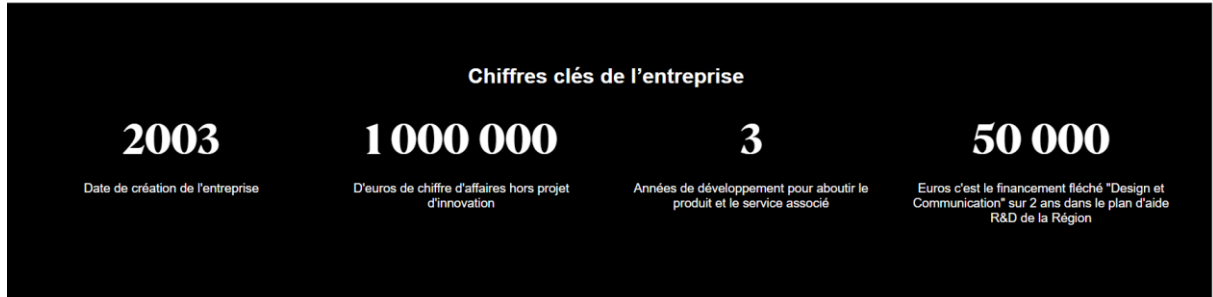 Chiffres clés de l’entreprise
2003
Date de création de l'entreprise
1 000 000
D'euros de chiffre d'affaires hors projet
d'innovation
3
Années de développement pour aboutir le
produit et le service associé
50 000
Euros c'est le financement fléché "Design et
Communication" sur 2 ans dans le plan d'aide
R&D de la Région